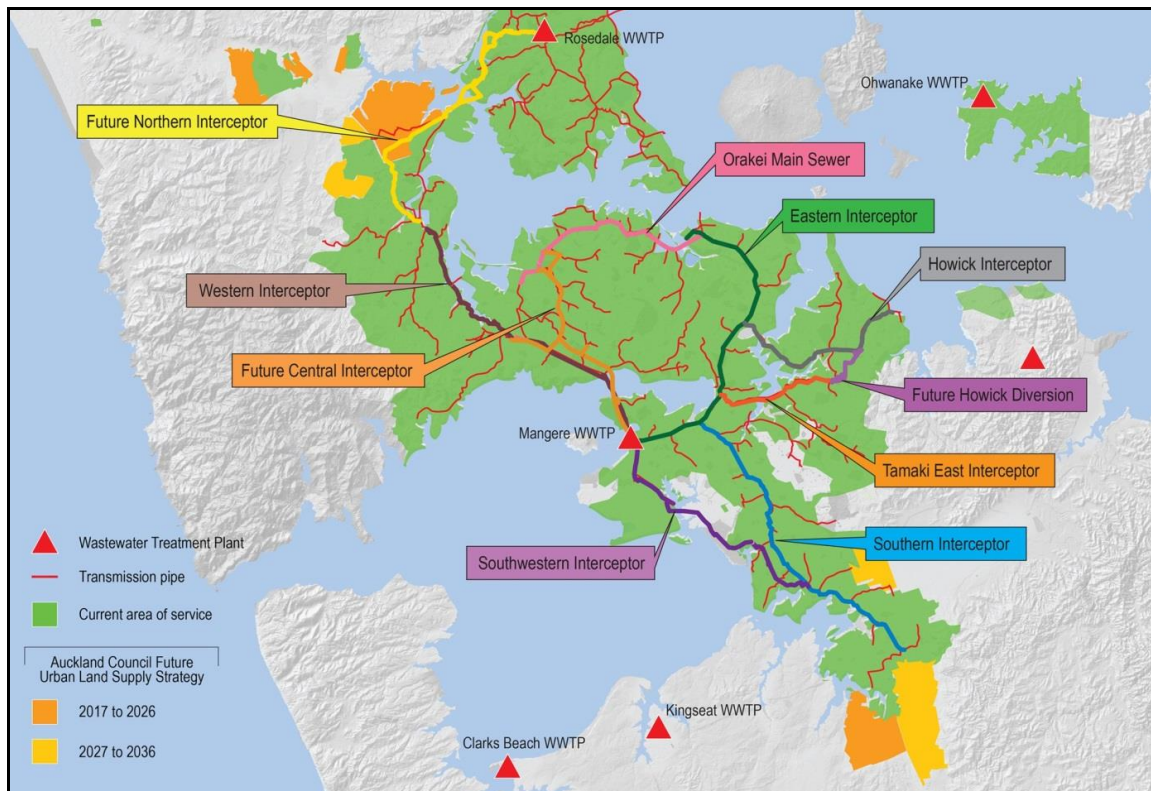 Rosedale WWTP
Ohwanake WWTP
Future Northern Interceptor
Orakei Main Sewer
Eastern Interceptor
Howick Interceptor
Western Interceptor
Future Central Interceptor
Future Howick Diversion
Mangere WWTP
Tamaki East Interceptor
Southern Interceptor
Southwestern Interceptor
Wastewater Treatment Plant
Transmission pipe
Current area of service
Auckland Council Future
Urban Land Supply Strategy
2017 to 2026
2027 to 2036
Kingseat WWTP
Clarks Beach WWTP